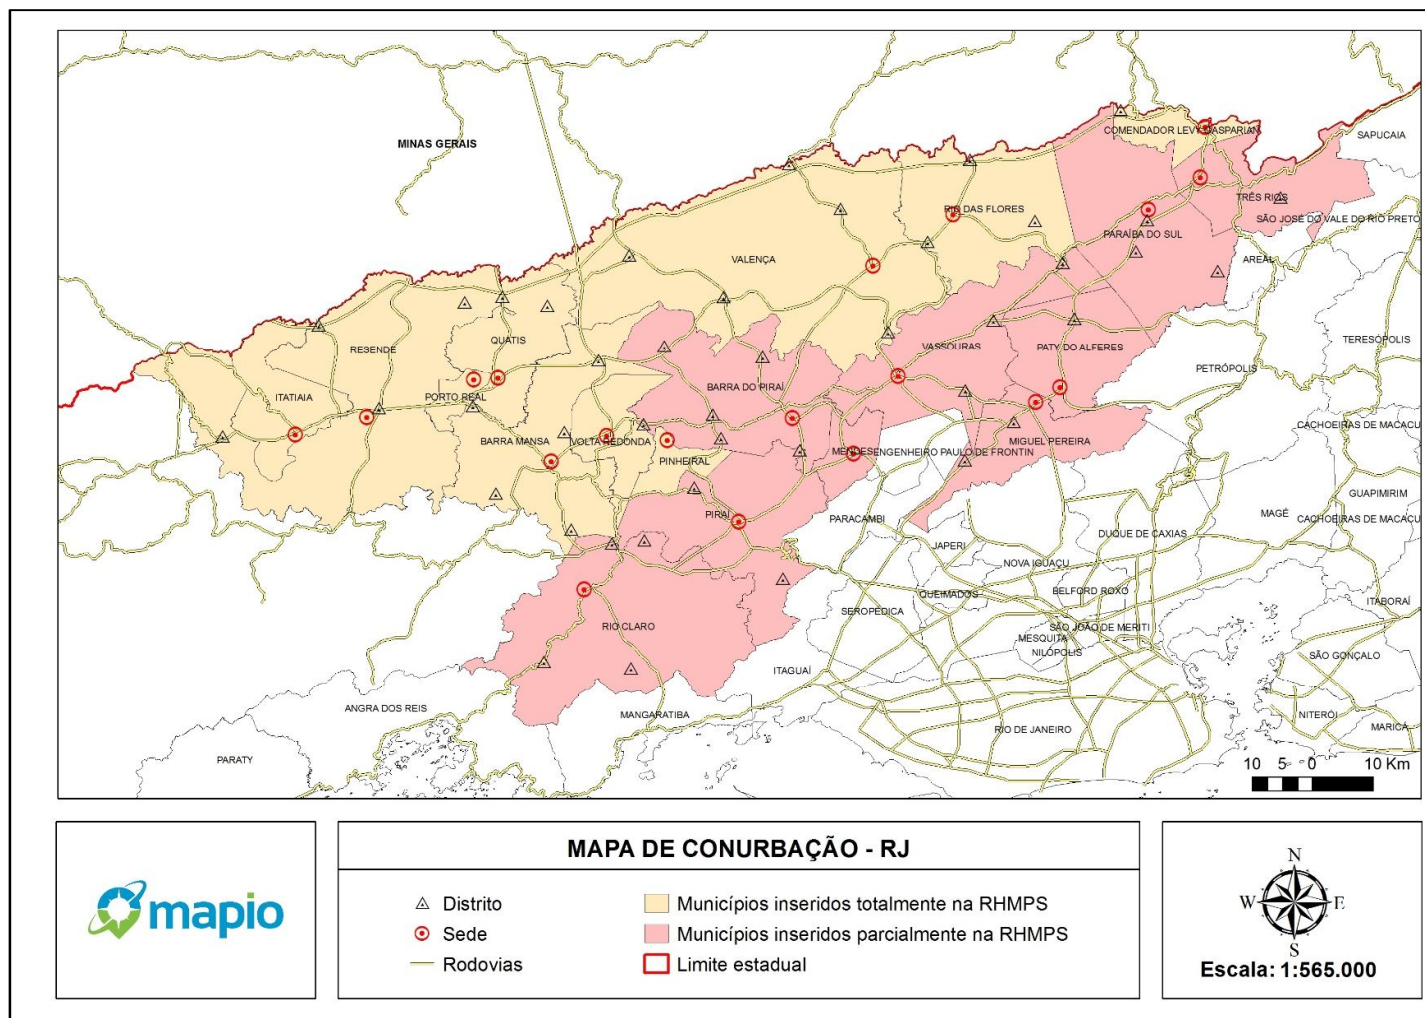 MINAS GERAIS
COMENDADOR LEVY GASPARIAN
SAPUCAIA
TRÊS RIOS
SÃO JOSÉ DO VALE DO RIO PRETO
RIO DAS FLORES
PARAÍBA DO SUL
AREAL
VALENÇA
RESENDE
QUATIS
VASSOURAS
PATY DO ALFERES
TERESÓPOLIS
PETRÓPOLIS
ITATIAIA
PORTO REAL
BARRA DO PIRAÍ
BARRA MANSA
VOLTA REDONDA
PINHEIRAL
MENDES
ENGENHEIRO PAULO DE FRONTIN
MIGUEL PEREIRA
CACHOEIRAS DE MACACU
GUAPIMIRIM
PIRAÍ
PARACAMBI
MAGÉ
CACHOEIRAS DE MACACU
DUQUE DE CAXIAS
JAPERI
NOVA IGUAÇU
QUEIMADOS
BELFORD ROXO
ITABORAÍ
SEROPÉDICA
RIO CLARO
SÃO JOÃO DE MERITI
MESQUITA
NILÓPOLIS
SÃO GONÇALO
ITAGUAÍ
ANGRA DOS REIS
MANGARATIBA
NITERÓI
RIO DE JANEIRO
MARICÁ
PARATY
10 5 0 10 Km
mapio
MAPA DE CONURBAÇÃO - RJ
Distrito
Sede
Rodovias
Municípios inseridos totalmente na RHMPS
Municípios inseridos parcialmente na RHMPS
Limite estadual
N
W E
S
Escala: 1:565.000